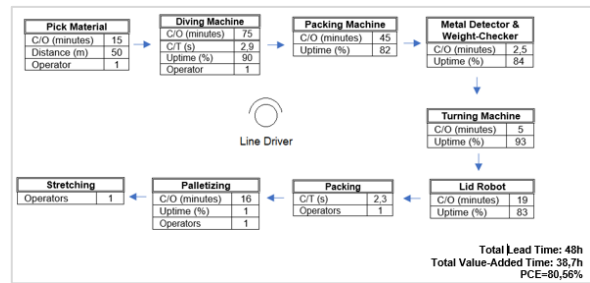 Pick Material
C/O (minutes) 15
Distance (m) 50
Operator 1
Diving Machine
C/O (minutes) 75
C/T (s) 2,9
Uptime (%) 90
Operator 1
Packing Machine
C/O (minutes) 45
Uptime (%) 82
Metal Detector &
Weight-Checker
C/O (minutes) 2,5
Uptime (%) 84
Line Driver
Turning Machine
C/O (minutes) 5
Uptime (%) 93
Stretching
Operators 1
Palletizing
C/O (minutes) 16
Uptime (%) 1
Operators 1
Packing
C/T (s) 2,3
Operators 1
Lid Robot
C/O (minutes) 19
Uptime (%) 83
Total Lead Time: 48h
Total Value-Added Time: 38,7h
PCE=80,56%